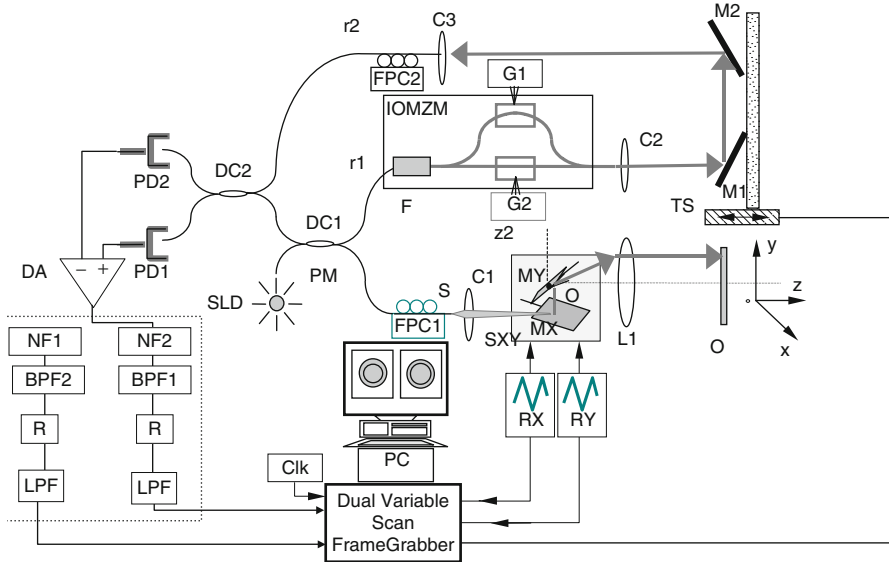 r2
C3
M2
FPC2
G1
IOMZM
C2
r1
DC2
PD2
F
G2
M1
TS
DC1
PD1
z2
y
DA
PM
S
C1
MY
z
− +
SLD
O
FPC1
MX
SXY
L1
O
x
NF1
NF2
BPF2
BPF1
RX
RY
R
R
PC
Clk
LPF
LPF
Dual Variable
Scan
FrameGrabber